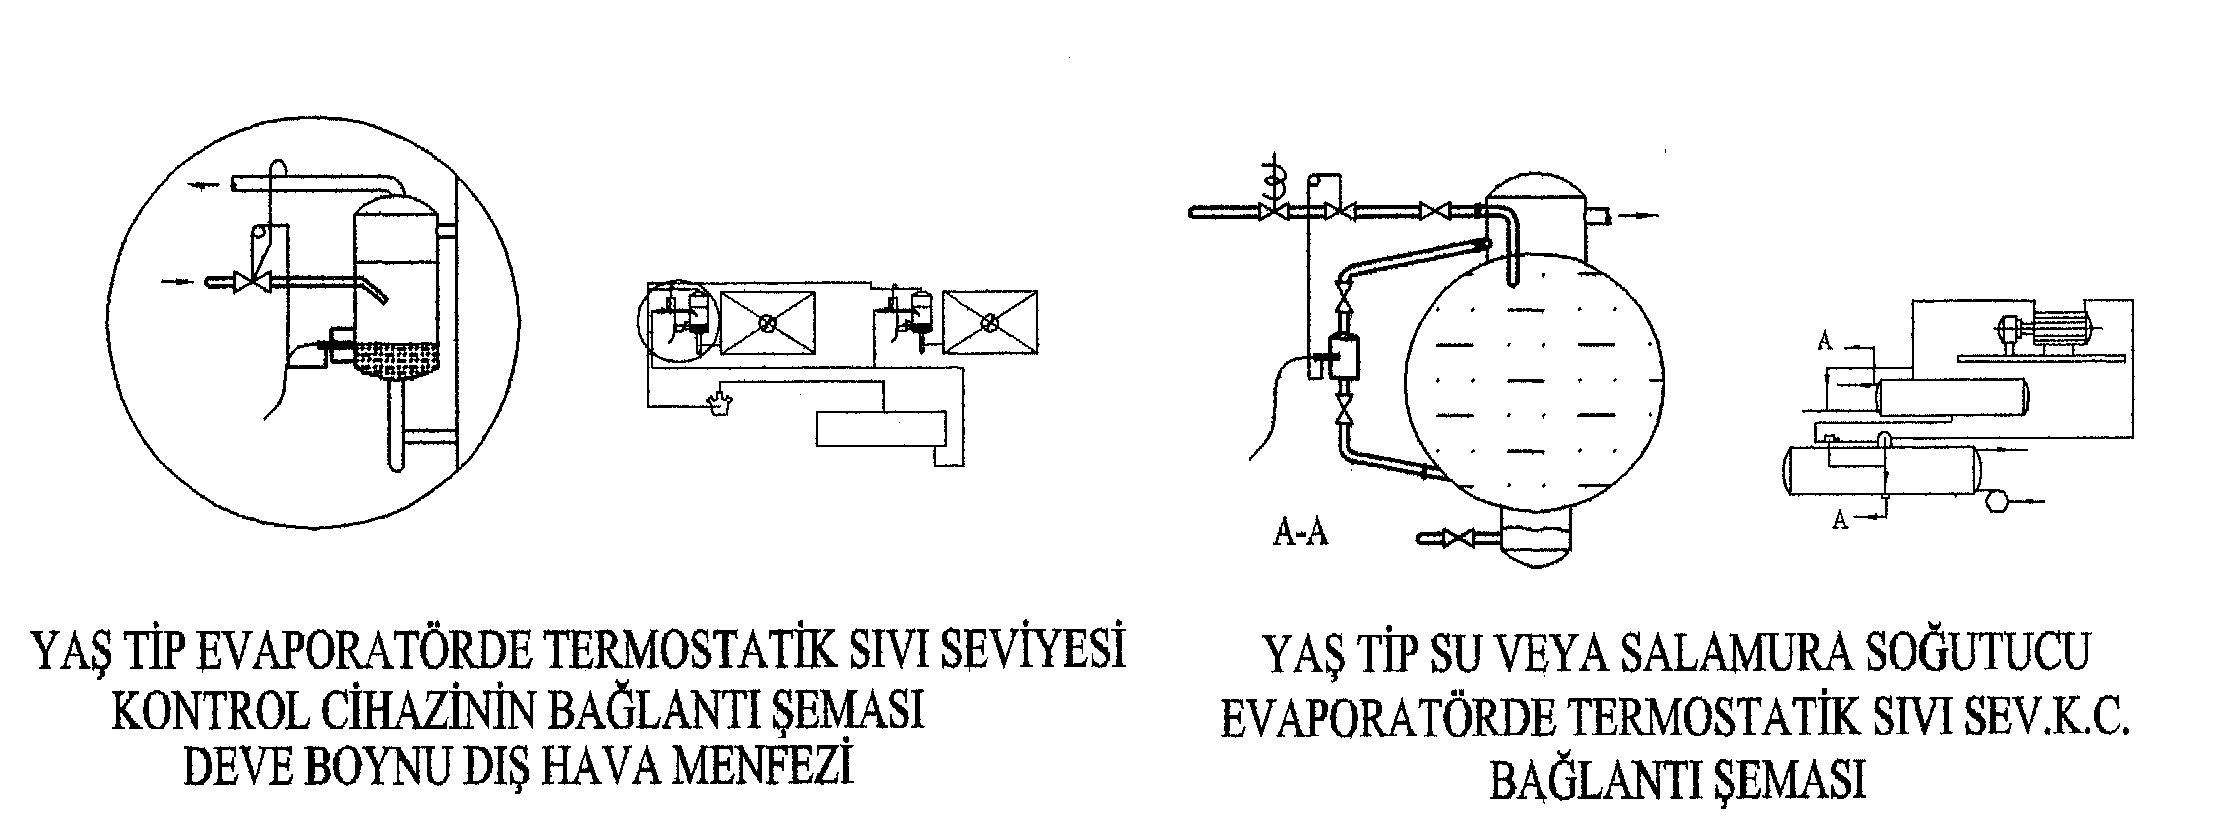 A
A
A-A
YAŞ TİP EVAPORATÖRDE TERMOSTATİK SIVI SEVİYESİ
KONTROL CİHAZİNİN BAĞLANTI ŞEMASI
DEVE BOYNU DIŞ HAVA MENFEZİ
YAŞ TİP SU VEYA SALAMURA SOĞUTUCU
EVAPORATÖRDE TERMOSTATİK SIVI SEV.K.C.
BAĞLANTI ŞEMASI